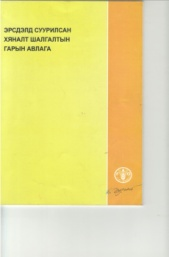 ЭРСДЭЛД СУУРИЛСАН
ХЯНАЛТ ШАЛГАЛТЫН
ГАРЫН АВЛАГА